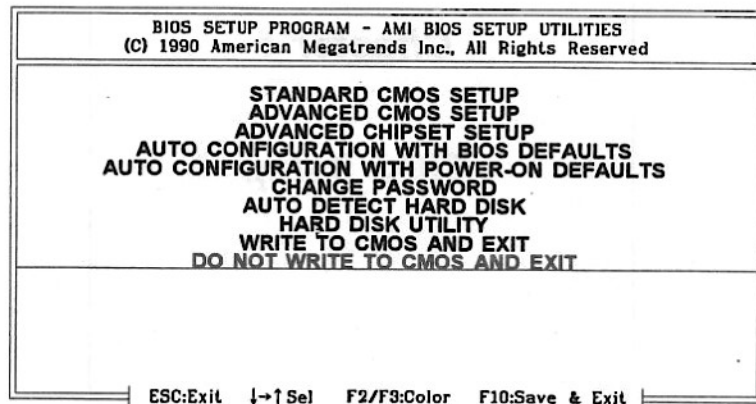 BIOS SETUP PROGRAM - AMI BIOS SETUP UTILITIES
(C) 1990 American Megatrends Inc., All Rights Reserved
STANDARD CMOS SETUP
ADVANCED CMOS SETUP
ADVANCED CHIPSET SETUP
AUTO CONFIGURATION WITH BIOS DEFAULTS
AUTO CONFIGURATION WITH POWER-ON DEFAULTS
CHANGE PASSWORD
AUTO DETECT HARD DISK
HARD DISK UTILITY
WRITE TO CMOS AND EXIT
DO NOT WRITE TO CMOS AND EXIT
ESC:Exit ↓→↑ Sel F2/F3:Color F10:Save & Exit